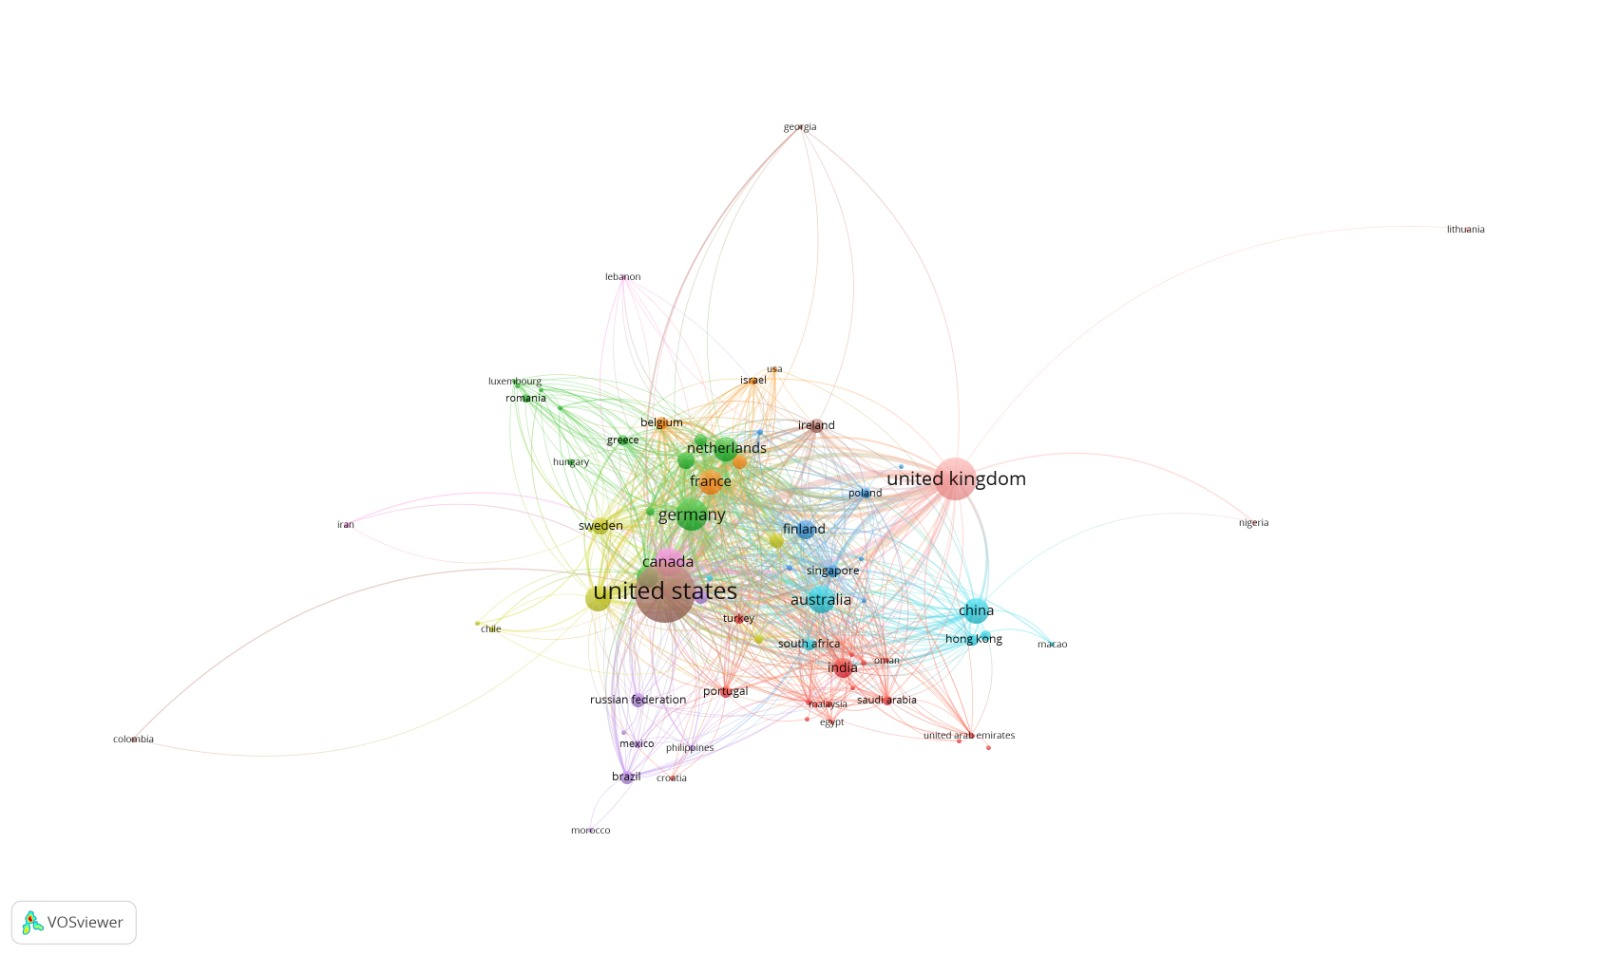 georgia
lithuania
lebanon
usa
israel
luxembourg
romania
belgium
ireland
greece
netherlands
hungary
france
united kingdom
poland
germany
iran
sweden
finland
nigeria
canada
singapore
united states
australia
china
turkey
chile
south africa
hong kong
macao
india
oman
portugal
russian federation
malaysia
saudi arabia
egypt
united arab emirates
colombia
mexico
philippines
brazil
croatia
morocco
VOSviewer